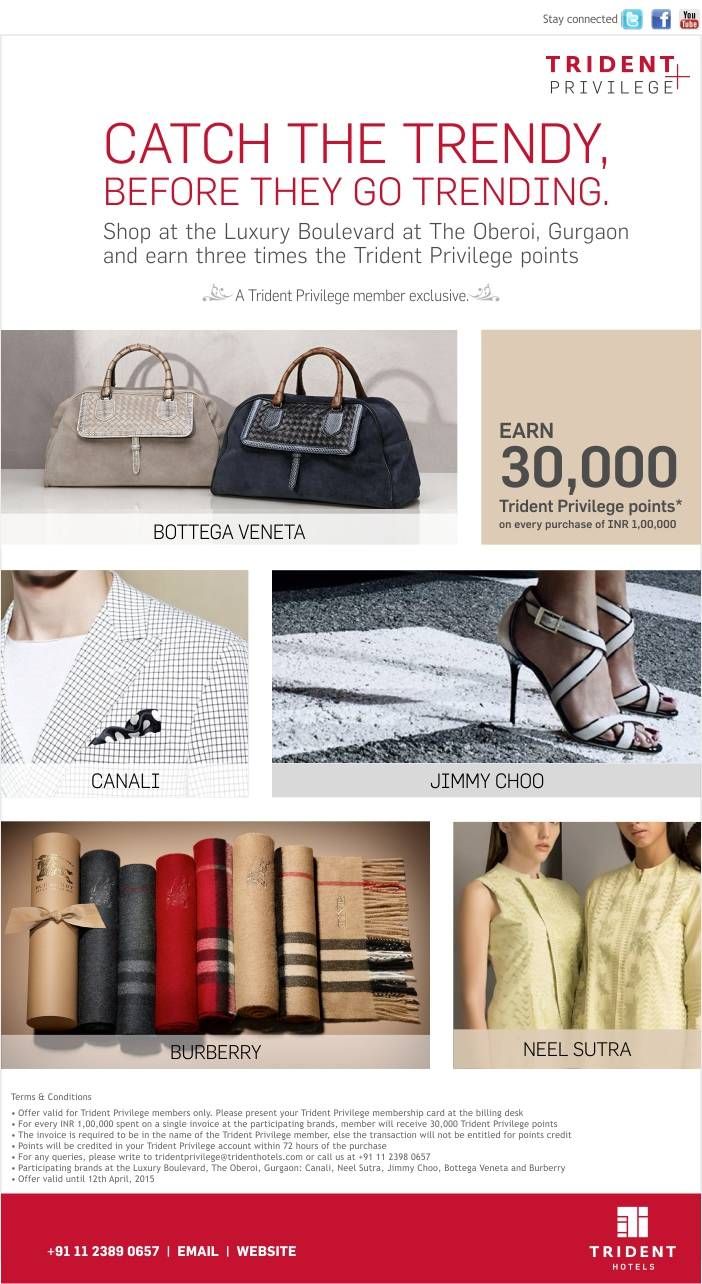 Stay connected
You
Tube
TRIDENT
PRIVILEGE
CATCH THE TRENDY,
BEFORE THEY GO TRENDING.
Shop at the Luxury Boulevard at The Oberoi, Gurgaon
and earn three times the Trident Privilege points
A Trident Privilege member exclusive.
EARN
30,000
Trident Privilege points*
on every purchase of INR 1,00,000
BOTTEGA VENETA
CANALI
JIMMY CHOO
BURBERRY
NEEL SUTRA
Terms & Conditions
• Offer valid for Trident Privilege members only. Please present your Trident Privilege membership card at the billing desk
• For every INR 1,00,000 spent on a single invoice at the participating brands, member will receive 30,000 Trident Privilege points
• The invoice is required to be in the name of the Trident Privilege member, else the transaction will not be entitled for points credit
• Points will be credited in your Trident Privilege account within 72 hours of the purchase
• For any queries, please write to tridentprivilege@tridenthotels.com or call us at +91 11 2398 0657
• Participating brands at the Luxury Boulevard, The Oberoi, Gurgaon: Canali, Neel Sutra, Jimmy Choo, Bottega Veneta and Burberry
• Offer valid until 12th April, 2015
+91 11 2389 0657 | EMAIL | WEBSITE
TRIDENT
HOTELS